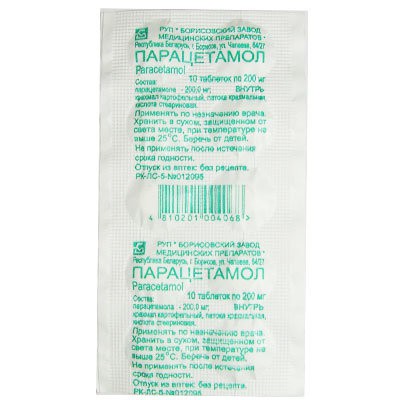 РУП "БОРИСОВСКИЙ ЗАВОД
МЕДИЦИНСКИХ ПРЕПАРАТОВ"
Республика Беларусь, г. Борисов, ул. Чапаева, 64/27
ПАРАЦЕТАМОЛ
Paracetamol
10 таблеток по 200 мг
Состав:
парацетамола - 200,0 мг; ВНУТРЬ
крахмал картофельный, патока крахмальная,
кислота стеариновая.
Применять по назначению врача.
Хранить в сухом, защищенном от
света месте, при температуре не
выше 25°С. Беречь от детей.
Не применять после истечения
срока годности.
Отпуск из аптек: без рецепта.
РК-ЛС-5-№012095
4 810201 004068
РУП "БОРИСОВСКИЙ ЗАВОД
МЕДИЦИНСКИХ ПРЕПАРАТОВ"
Республика Беларусь, г. Борисов, ул. Чапаева, 64/27
ПАРАЦЕТАМОЛ
Paracetamol
10 таблеток по 200 мг
Состав:
парацетамола - 200,0 мг; ВНУТРЬ
крахмал картофельный, патока крахмальная,
кислота стеариновая.
Применять по назначению врача.
Хранить в сухом, защищенном от
света месте, при температуре не
выше 25°С. Беречь от детей.
Не применять после истечения
срока годности.
Отпуск из аптек: без рецепта.
РК-ЛС-5-№012095